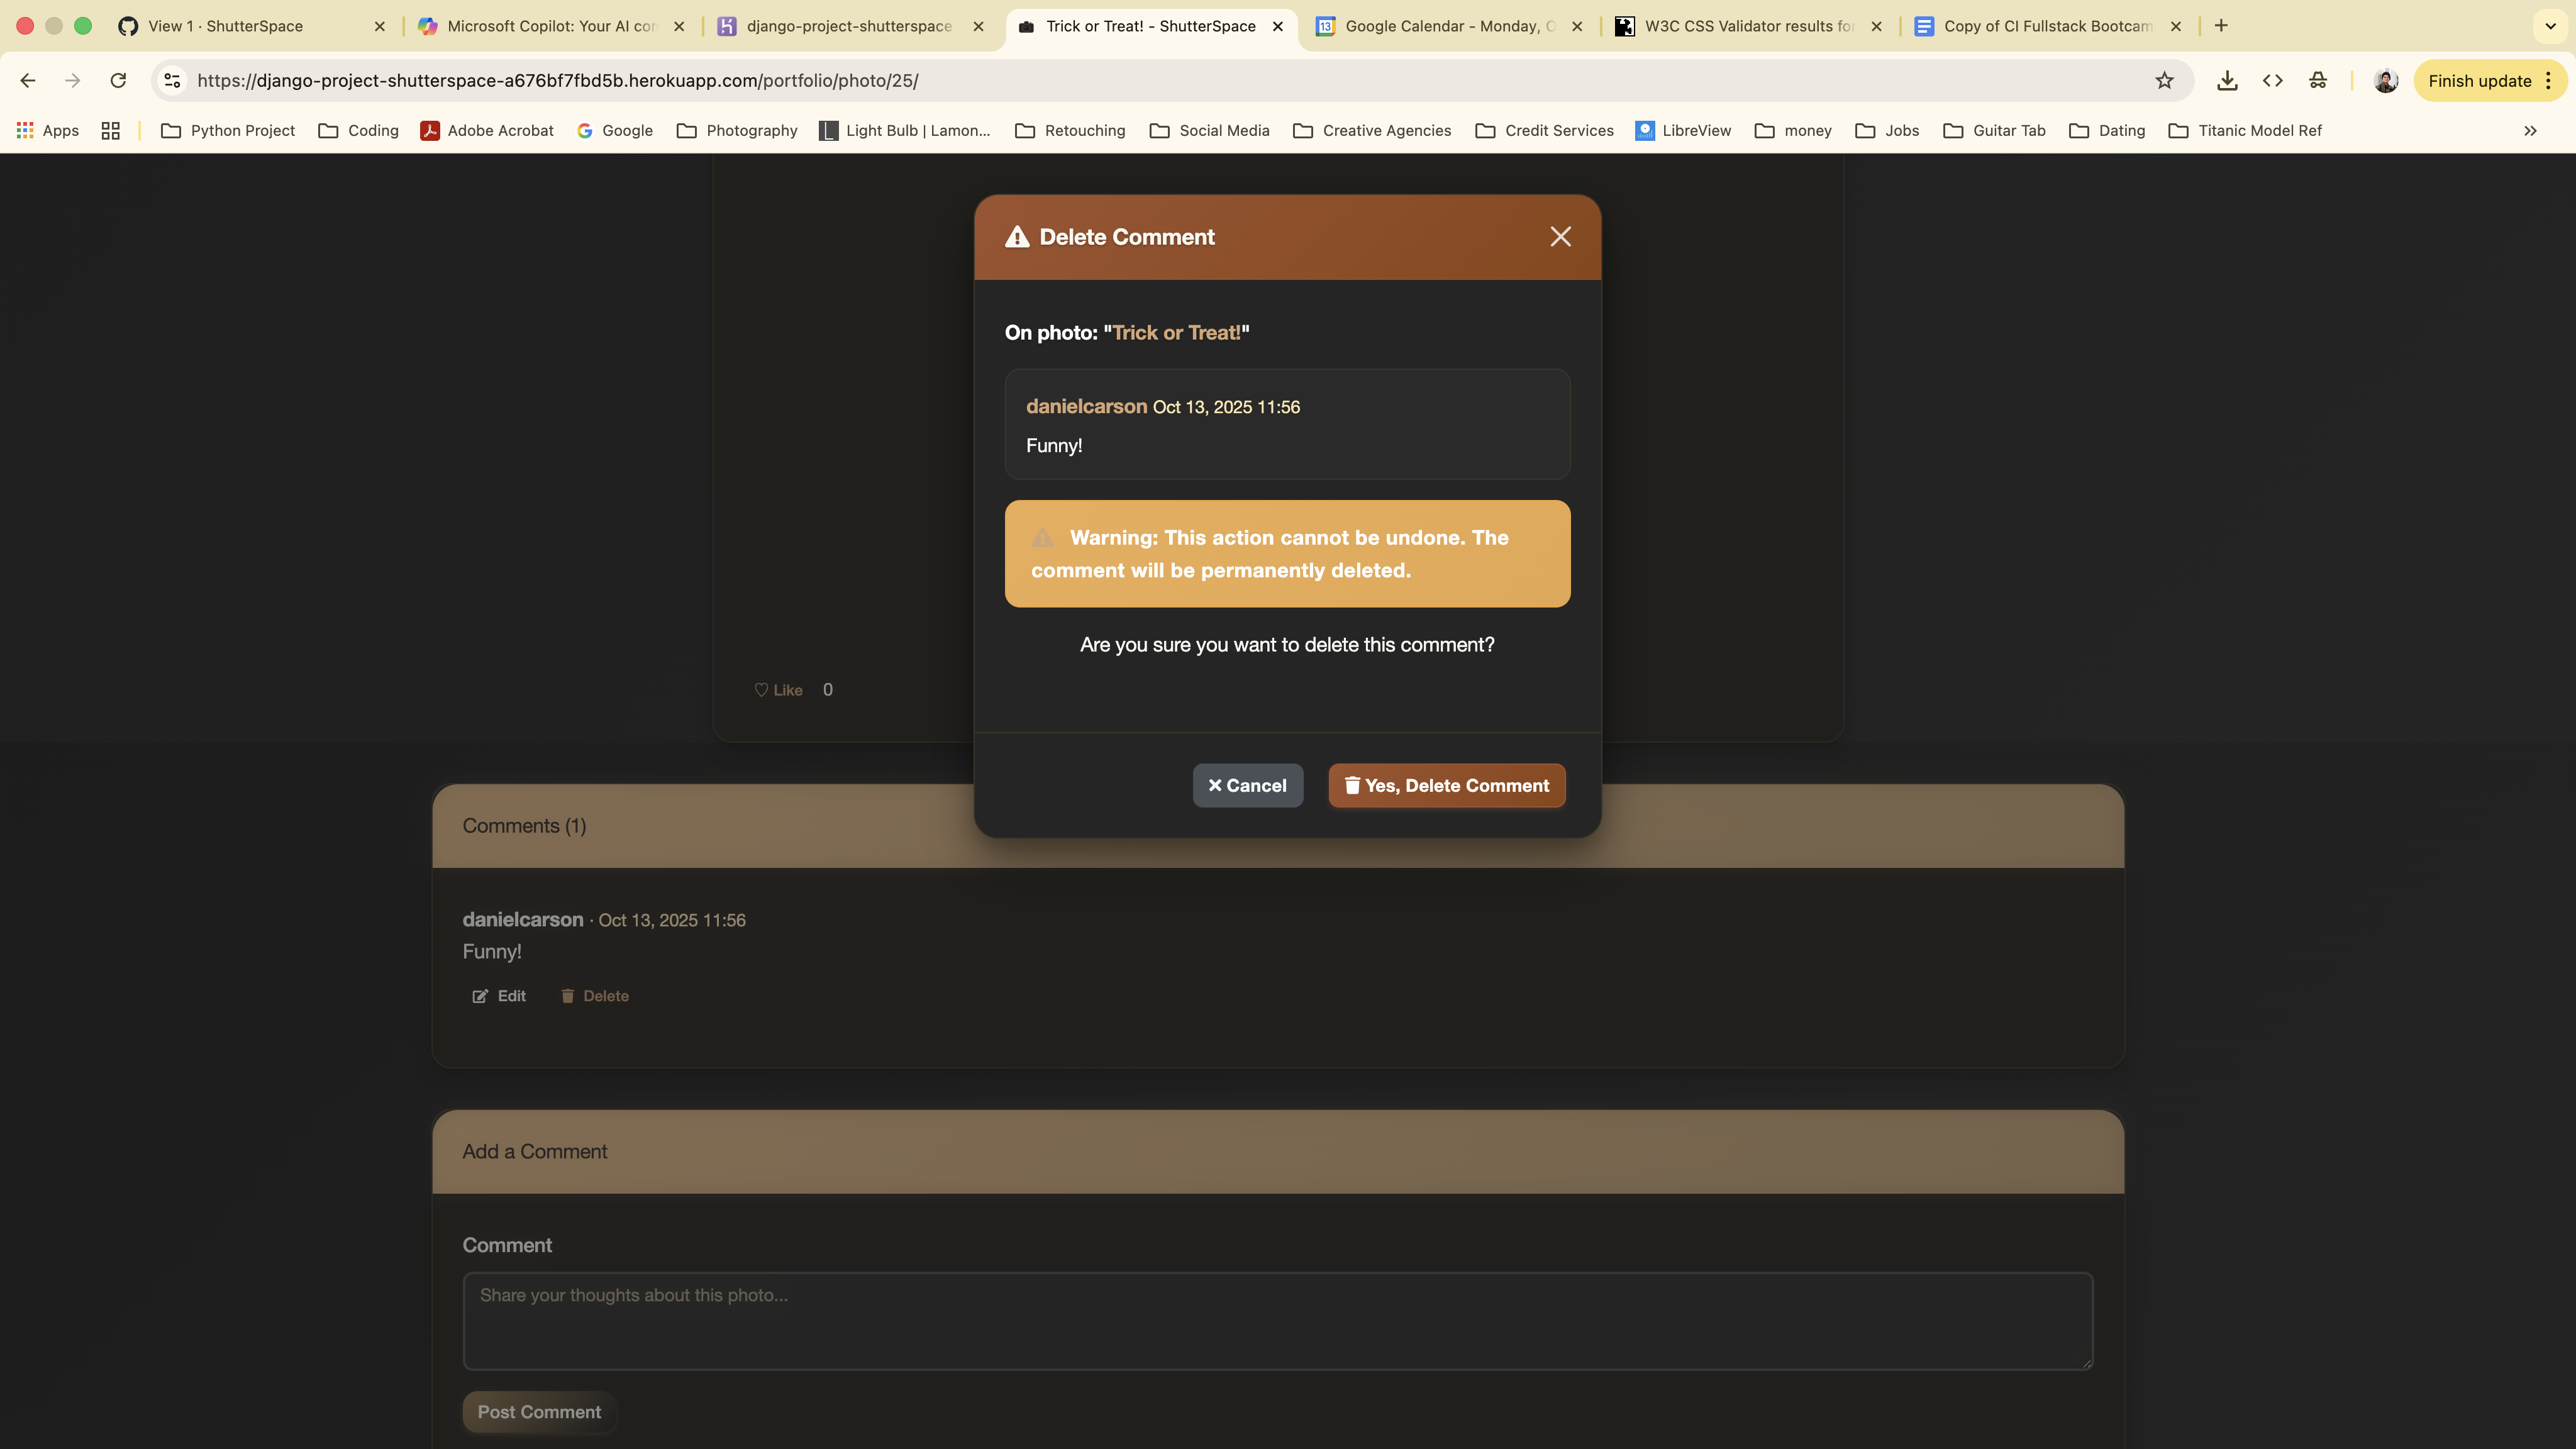 View 1 · ShutterSpace
Microsoft Copilot: Your AI con
django-project-shutterspace
Trick or Treat! - ShutterSpace
Google Calendar - Monday, O
W3C CSS Validator results for
Copy of CI Fullstack Bootcam
https://django-project-shutterspace-a676bf7fbd5b.herokuapp.com/portfolio/photo/25/
Finish update
Apps
Python Project
Coding
Adobe Acrobat
Google
Photography
Light Bulb | Lamon...
Retouching
Social Media
Creative Agencies
Credit Services
LibreView
money
Jobs
Guitar Tab
Dating
Titanic Model Ref
Delete Comment
On photo: "Trick or Treat!"
danielcarson Oct 13, 2025 11:56
Funny!
Warning: This action cannot be undone. The
comment will be permanently deleted.
Are you sure you want to delete this comment?
♡ Like 0
Cancel
Yes, Delete Comment
Comments (1)
danielcarson · Oct 13, 2025 11:56
Funny!
Edit
Delete
Add a Comment
Comment
Share your thoughts about this photo...
Post Comment